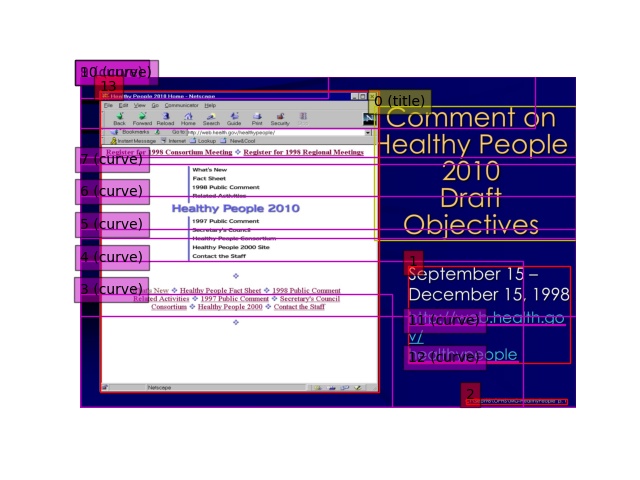 10 (curve)
13
Healthy People 2010 Home - Netscape
File Edit View Go Communicator Help
Back Forward Reload Home Search Guide Print Security
Bookmarks Go to http://web.health.gov/healthypeople/
Instant Message Internet Lookup New&Cool
Register for 1998 Consortium Meeting ❖ Register for 1998 Regional Meetings
7 (curve)
What's New
Fact Sheet
6 (curve)
1998 Public Comment
Related Activities
Healthy People 2010
5 (curve)
1997 Public Comment
Secretary's Council
Healthy People Consortium
4 (curve)
Healthy People 2000 Site
Contact the Staff
3 (curve)
New ❖ Healthy People Fact Sheet ❖ 1998 Public Comment
Related Activities ❖ 1997 Public Comment ❖ Secretary's Council
Consortium ❖ Healthy People 2000 ❖ Contact the Staff
Netscape
0 (title)
Comment on
Healthy People
2010
Draft
Objectives
1
September 15 –
December 15, 1998
http://web.health.go
v/
healthypeople
11 (curve)
12 (curve)
2